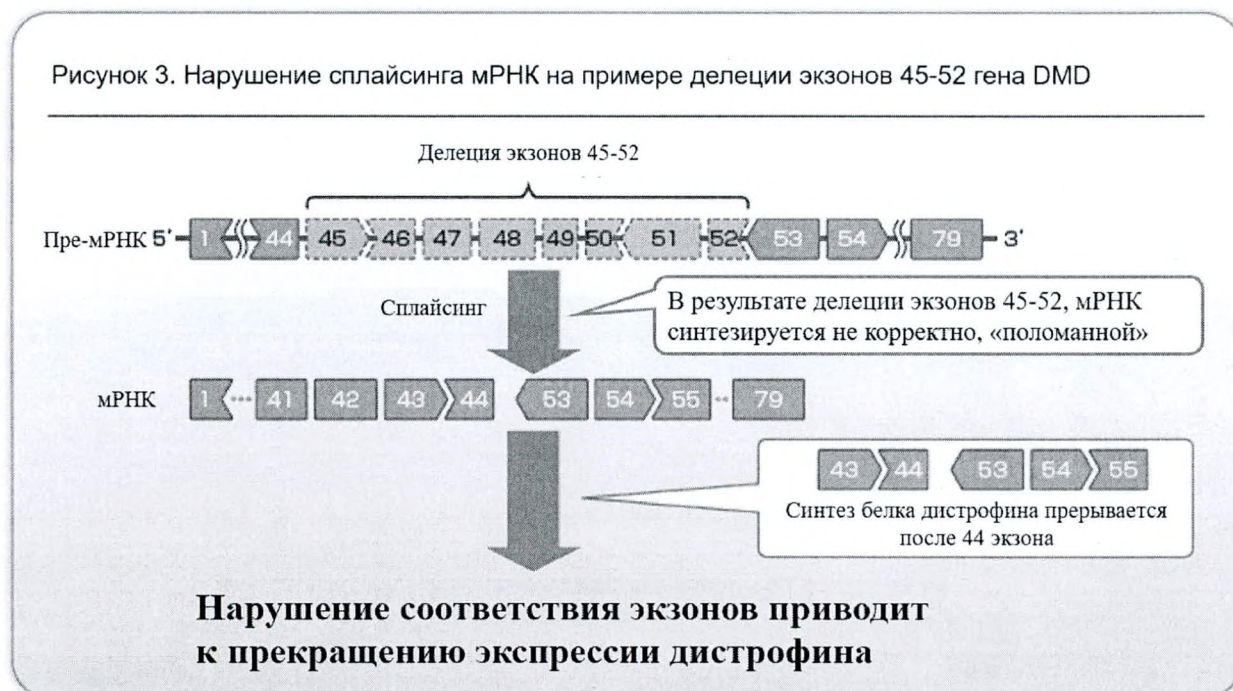 Рисунок 3. Нарушение сплайсинга мРНК на примере делеции экзонов 45-52 гена DMD
Делеция экзонов 45-52
Пре-мРНК 5' 1 44 45 46 47 48 49 50 51 52 53 54 79 3'
Сплайсинг
В результате делеции экзонов 45-52, мРНК
синтезируется не корректно, «поломанной»
мРНК 1 41 42 43 44 53 54 55 79
43 44 53 54 55
Синтез белка дистрофина прерывается
после 44 экзона
Нарушение соответствия экзонов приводит
к прекращению экспрессии дистрофина